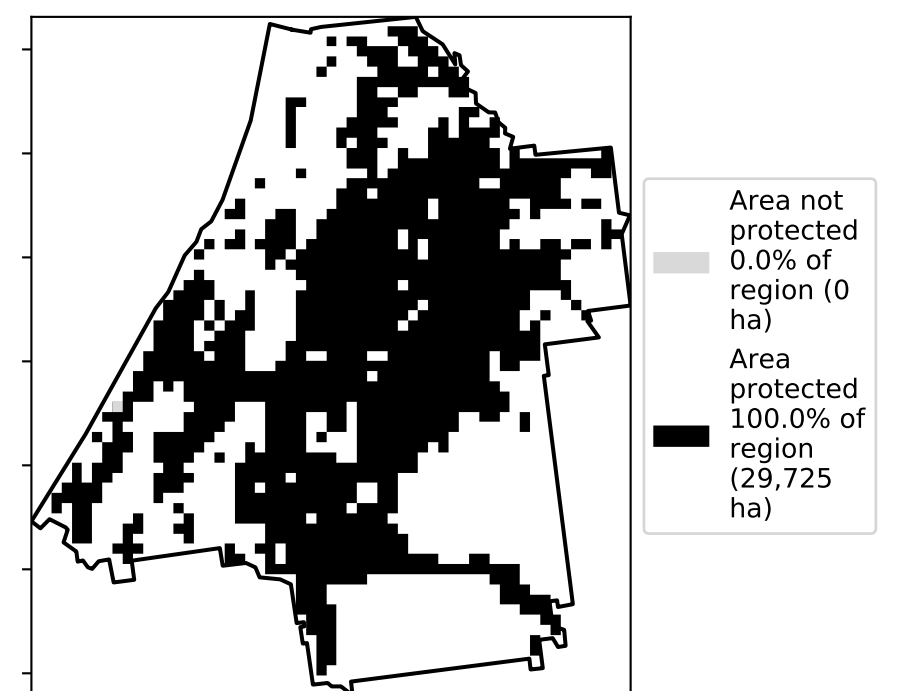 Area not
protected
0.0% of
region (0
ha)
Area
protected
100.0% of
region
(29,725
ha)